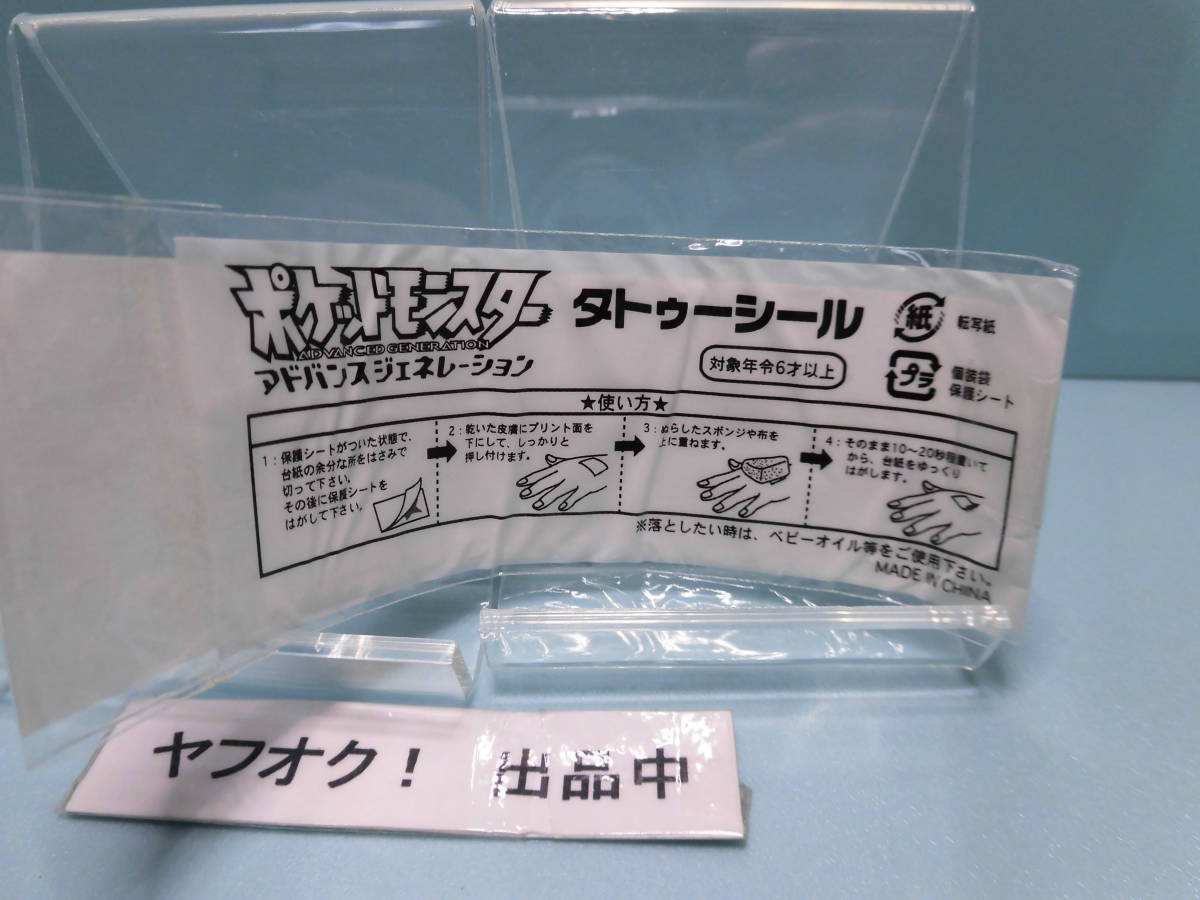 ポケットモンスター
ADVANCED GENERATION
アドバンスジェネレーション
タトゥーシール
対象年令6才以上
紙
転写紙
プラ
個装袋
保護シート
★使い方★
1:保護シートがついた状態で、
台紙の余分な所をはさみで
切って下さい。
その後に保護シートを
はがして下さい。
2:乾いた皮膚にプリント面を
下にして、しっかりと
押し付けます。
3:ぬらしたスポンジや布を
上に重ねます。
4:そのまま10〜20秒程置いて
から、台紙をゆっくり
はがします。
※落としたい時は、ベビーオイル等をご使用下さい。
MADE IN CHINA
ヤフオク! 出品中